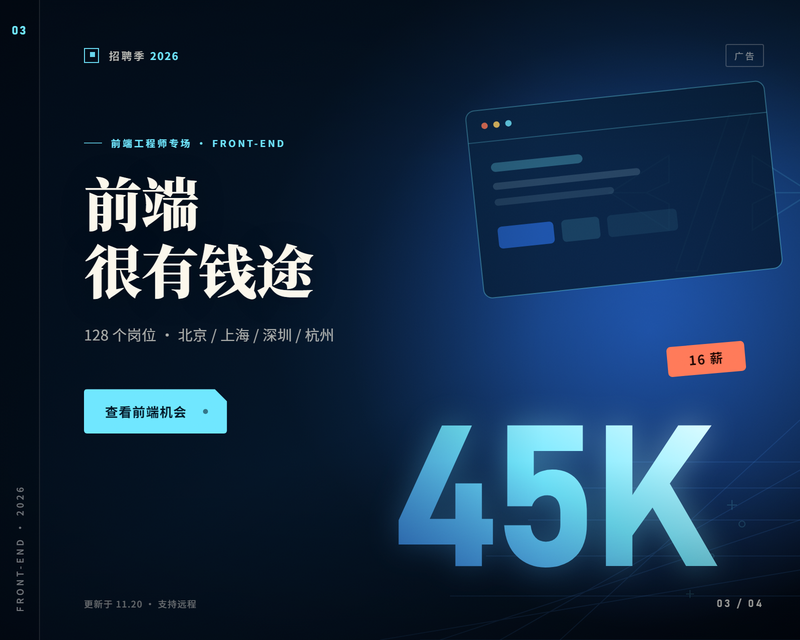 03
招聘季 2026
广告
前端工程师专场 · FRONT-END
前端
很有钱途
128 个岗位 · 北京 / 上海 / 深圳 / 杭州
16 薪
查看前端机会
45K
FRONT-END · 2026
更新于 11.20 · 支持远程
03 / 04